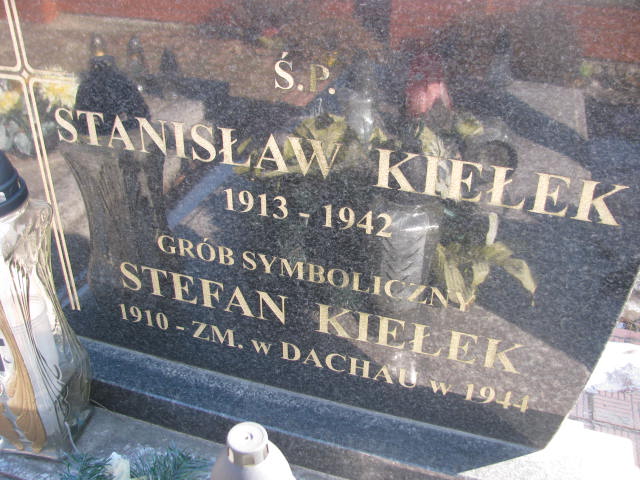 Ś.P.
STANISŁAW KIEŁEK
1913 - 1942
GRÓB SYMBOLICZNY
STEFAN KIEŁEK
1910 - ZM. W DACHAU W 1944